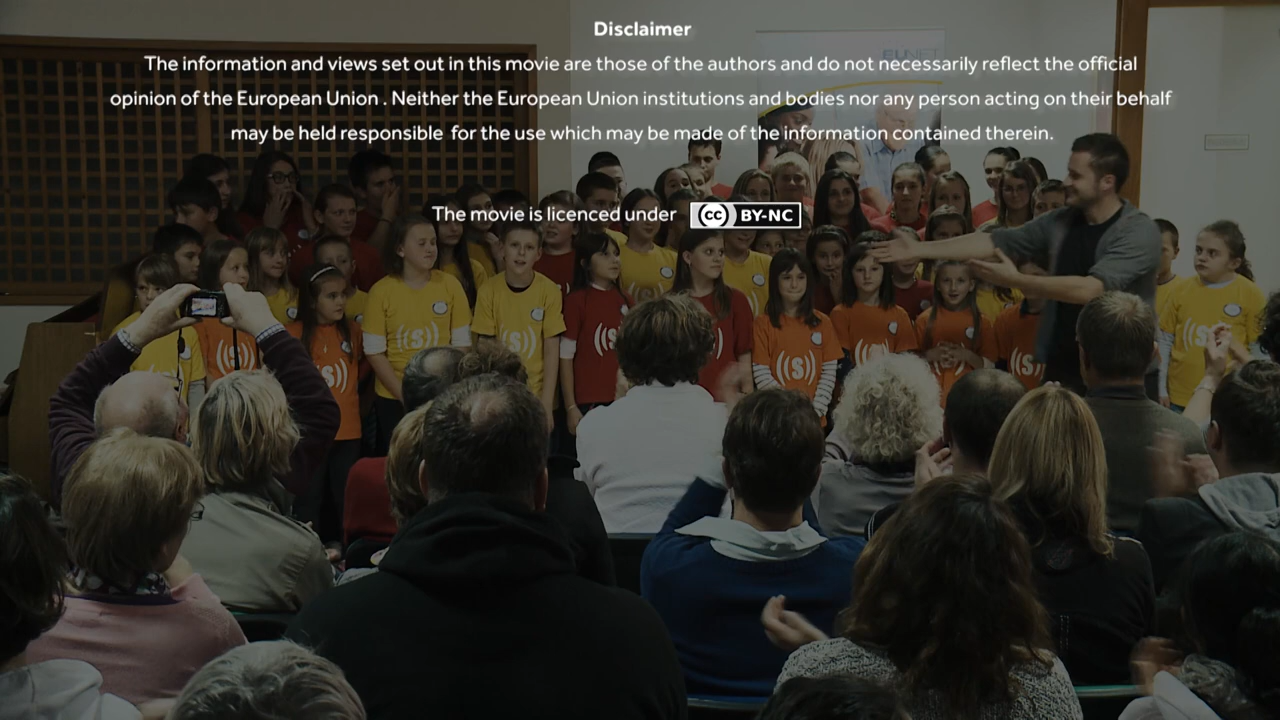 Disclaimer
The information and views set out in this movie are those of the authors and do not necessarily reflect the official
opinion of the European Union . Neither the European Union institutions and bodies nor any person acting on their behalf
may be held responsible for the use which may be made of the information contained therein.
The movie is licenced under cc BY-NC
(S)
(S)
(S)
(S)
(S)
(S)
(S)